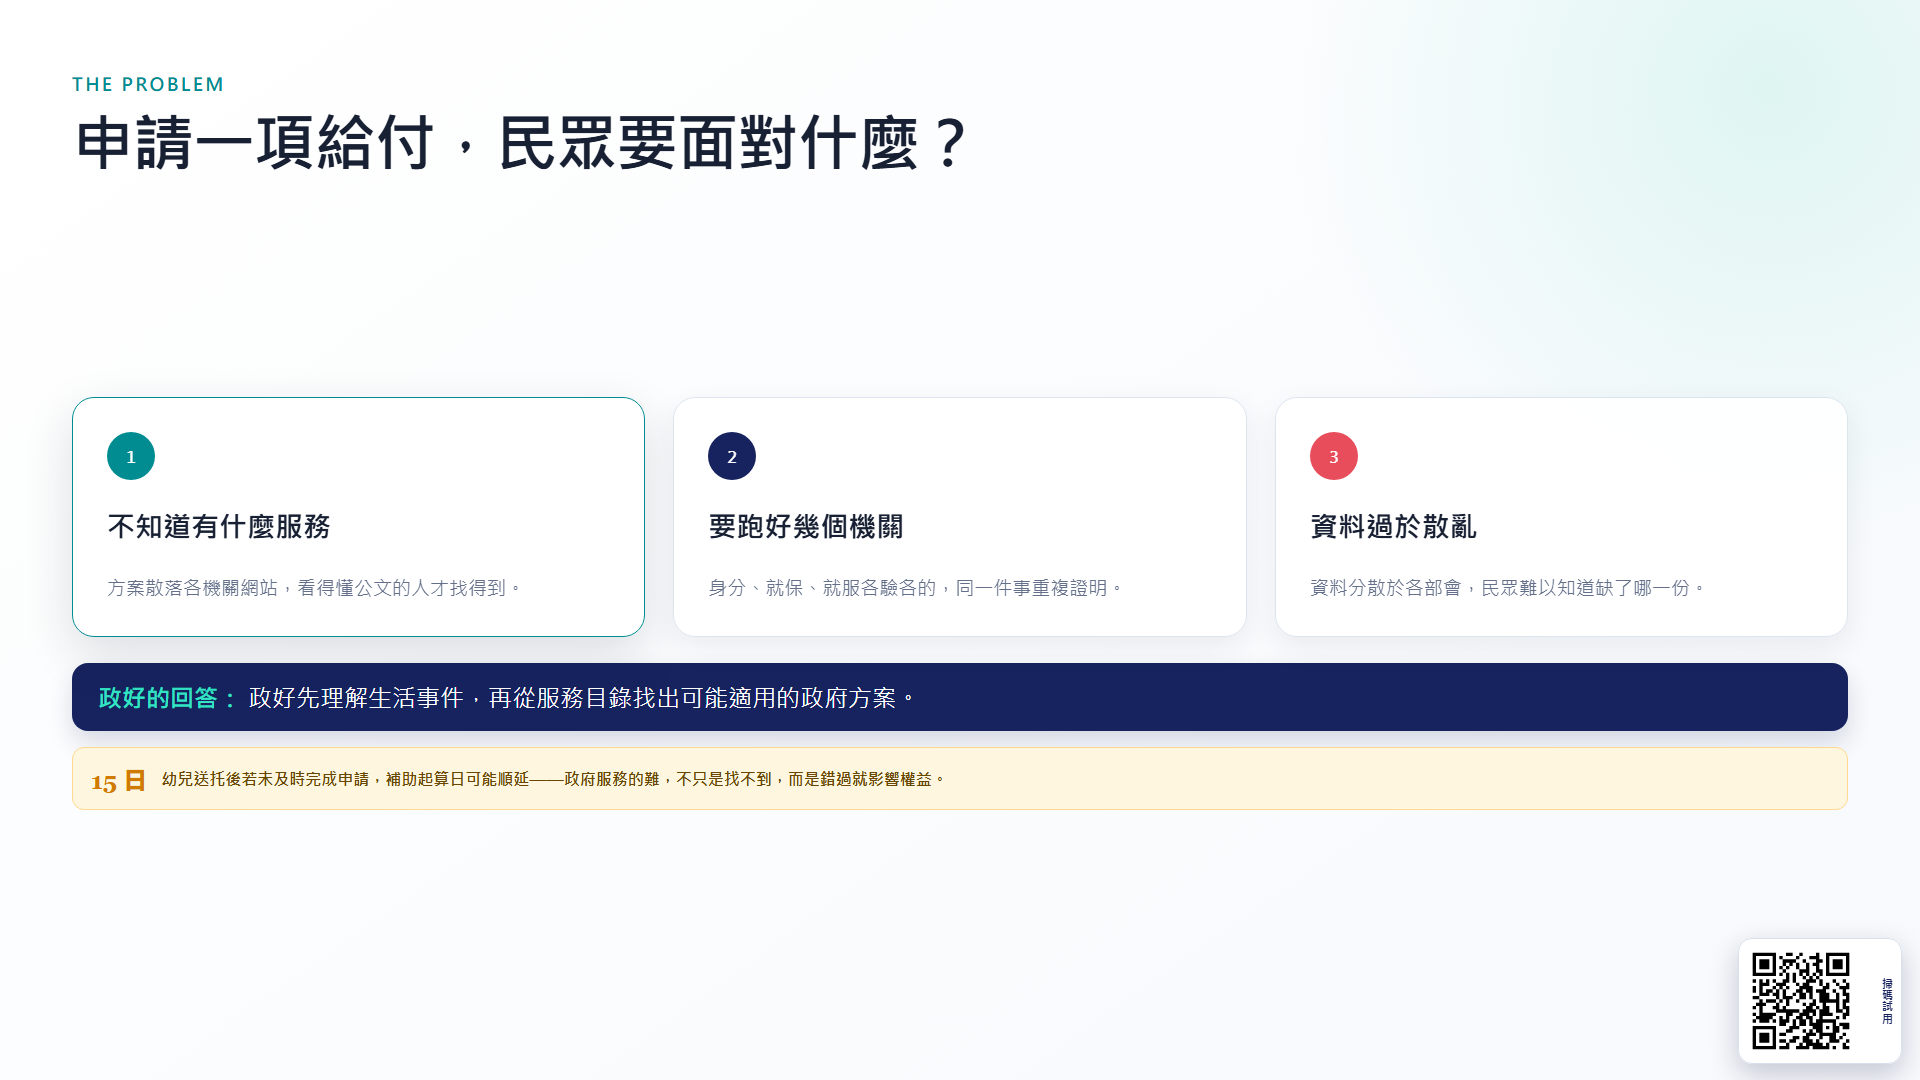 THE PROBLEM
申請一項給付，民眾要面對什麼？
1
不知道有什麼服務
方案散落各機關網站，看得懂公文的人才找得到。
2
要跑好幾個機關
身分、就保、就服各驗各的，同一件事重複證明。
3
資料過於散亂
資料分散於各部會，民眾難以知道缺了哪一份。
政好的回答： 政好先理解生活事件，再從服務目錄找出可能適用的政府方案。
15 日 幼兒送托後若未及時完成申請，補助起算日可能順延——政府服務的難，不只是找不到，而是錯過就影響權益。
掃碼試用